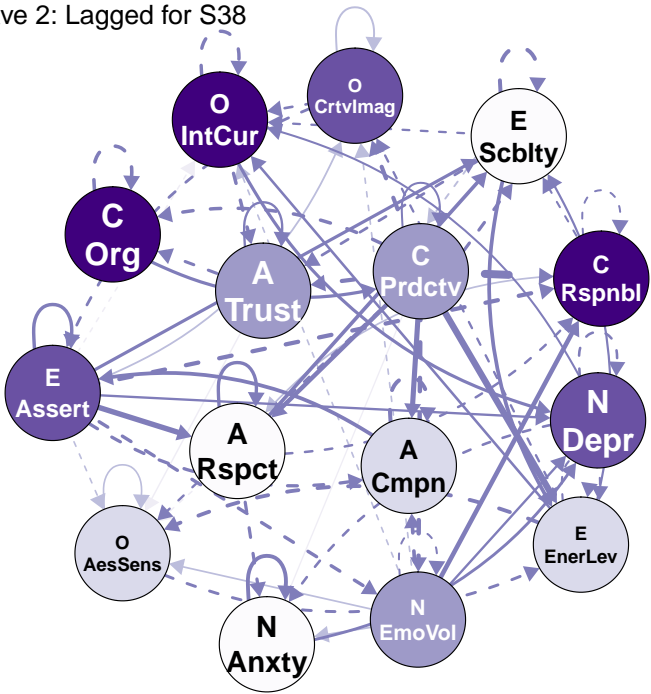 ve 2: Lagged for S38
O
CrtvImag
O
IntCur
E
Scblty
C
Org
A
Trust
C
Prdctv
C
Rspnbl
E
Assert
N
Depr
A
Rspct
A
Cmpn
O
AesSens
E
EnerLev
N
Anxty
N
EmoVol